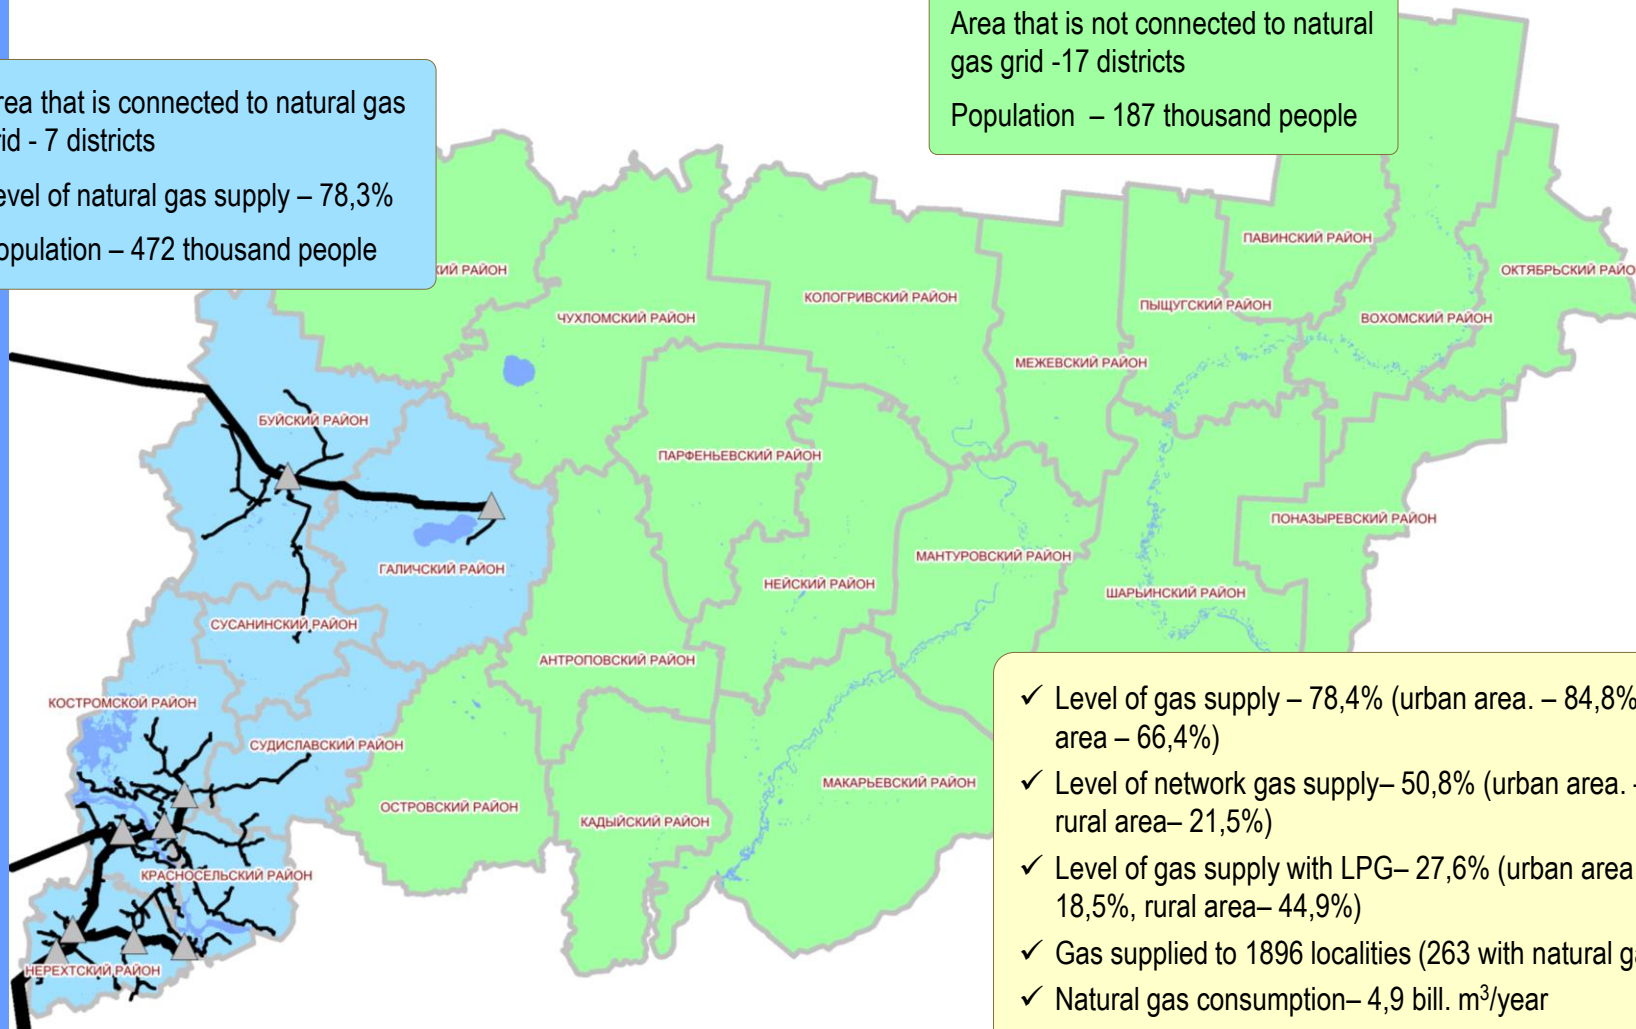 Area that is not connected to natural
gas grid -17 districts
Population – 187 thousand people
rea that is connected to natural gas
rid - 7 districts
evel of natural gas supply – 78,3%
opulation – 472 thousand people
КИЙ РАЙОН
ЧУХЛОМСКИЙ РАЙОН
КОЛОГРИВСКИЙ РАЙОН
МЕЖЕВСКИЙ РАЙОН
ПЫЩУГСКИЙ РАЙОН
ПАВИНСКИЙ РАЙОН
ВОХОМСКИЙ РАЙОН
ОКТЯБРЬСКИЙ РАЙО
БУЙСКИЙ РАЙОН
ПАРФЕНЬЕВСКИЙ РАЙОН
ПОНАЗЫРЕВСКИЙ РАЙОН
ГАЛИЧСКИЙ РАЙОН
НЕЙСКИЙ РАЙОН
МАНТУРОВСКИЙ РАЙОН
ШАРЬИНСКИЙ РАЙОН
СУСАНИНСКИЙ РАЙОН
АНТРОПОВСКИЙ РАЙОН
КОСТРОМСКОЙ РАЙОН
СУДИСЛАВСКИЙ РАЙОН
ОСТРОВСКИЙ РАЙОН
КАДЫЙСКИЙ РАЙОН
МАКАРЬЕВСКИЙ РАЙОН
КРАСНОСЕЛЬСКИЙ РАЙОН
НЕРЕХТСКИЙ РАЙОН
✓ Level of gas supply – 78,4% (urban area. – 84,8%
area – 66,4%)
✓ Level of network gas supply– 50,8% (urban area. -
rural area– 21,5%)
✓ Level of gas supply with LPG– 27,6% (urban area
18,5%, rural area– 44,9%)
✓ Gas supplied to 1896 localities (263 with natural g
✓ Natural gas consumption– 4,9 bill. m³/year